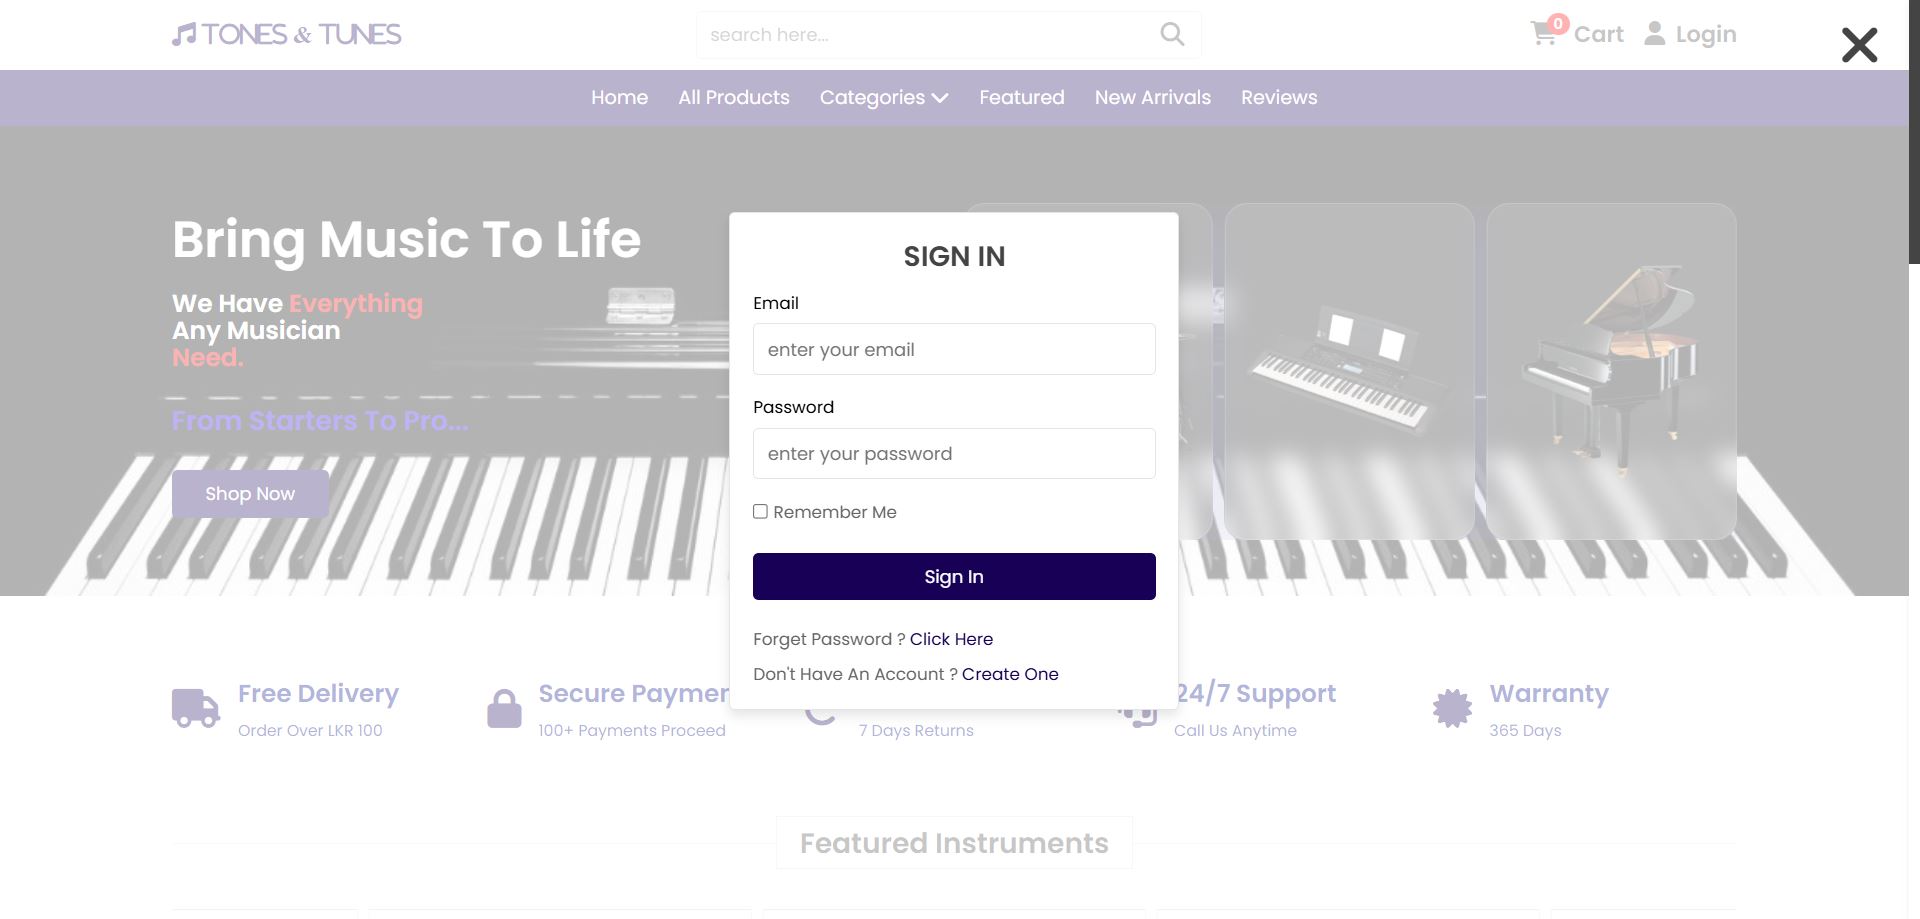 TONES & TUNES
search here...
0
Cart
Login
Home
All Products
Categories
Featured
New Arrivals
Reviews
Bring Music To Life
We Have Everything
Any Musician
Need.
From Starters To Pro...
Shop Now
SIGN IN
Email
enter your email
Password
enter your password
Remember Me
Sign In
Forget Password ? Click Here
Don't Have An Account ? Create One
Free Delivery
Order Over LKR 100
Secure
100+ Payments Proceed
7 Days Returns
24/7 Support
Call Us Anytime
Warranty
365 Days
Featured Instruments